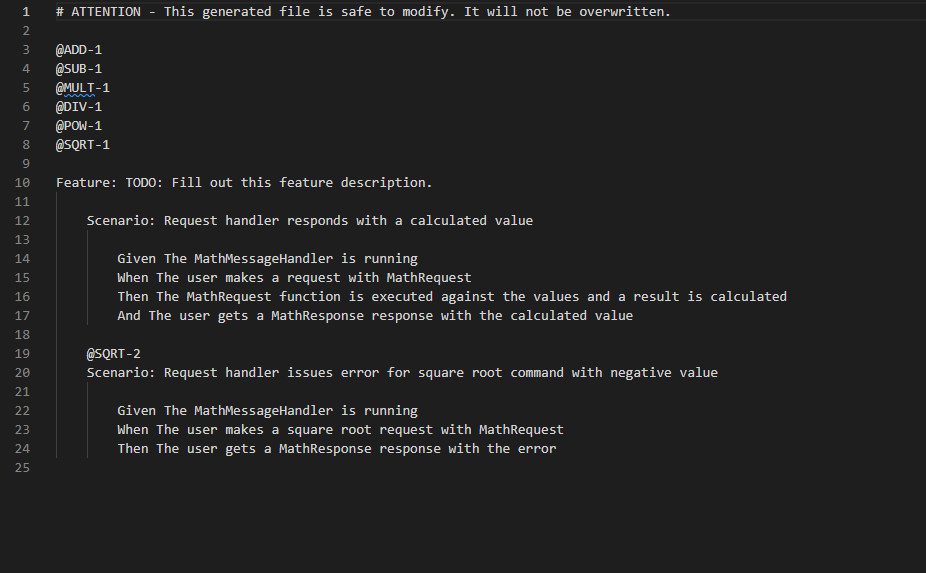 1 # ATTENTION - This generated file is safe to modify. It will not be overwritten.
2
3 @ADD-1
4 @SUB-1
5 @MULT-1
6 @DIV-1
7 @POW-1
8 @SQRT-1
9
10 Feature: TODO: Fill out this feature description.
11
12 Scenario: Request handler responds with a calculated value
13
14 Given The MathMessageHandler is running
15 When The user makes a request with MathRequest
16 Then The MathRequest function is executed against the values and a result is calculated
17 And The user gets a MathResponse response with the calculated value
18
19 @SQRT-2
20 Scenario: Request handler issues error for square root command with negative value
21
22 Given The MathMessageHandler is running
23 When The user makes a square root request with MathRequest
24 Then The user gets a MathResponse response with the error
25